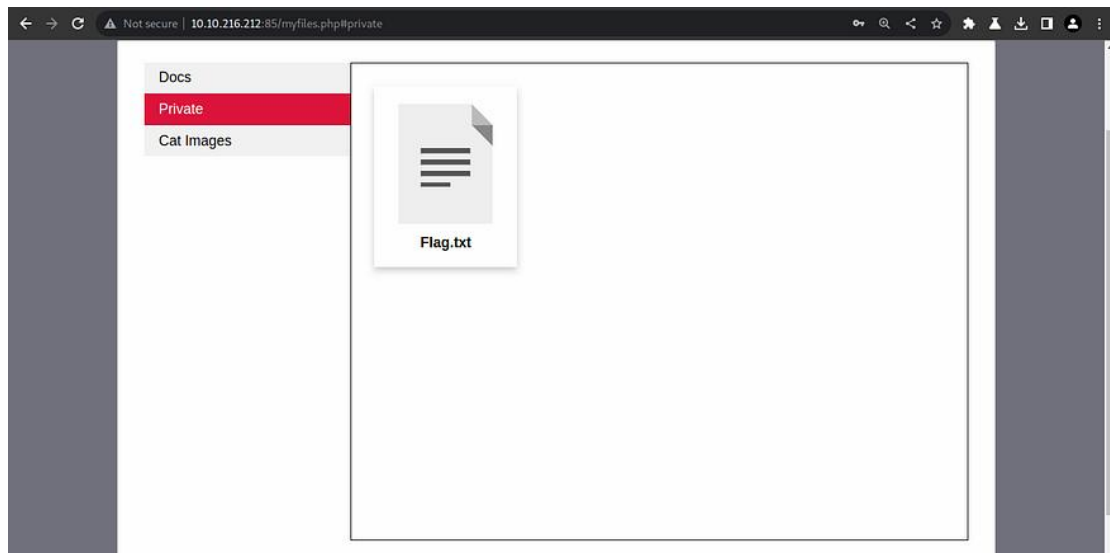 Not secure | 10.10.216.212:85/myfiles.php#private
Docs
Private
Cat Images
Flag.txt